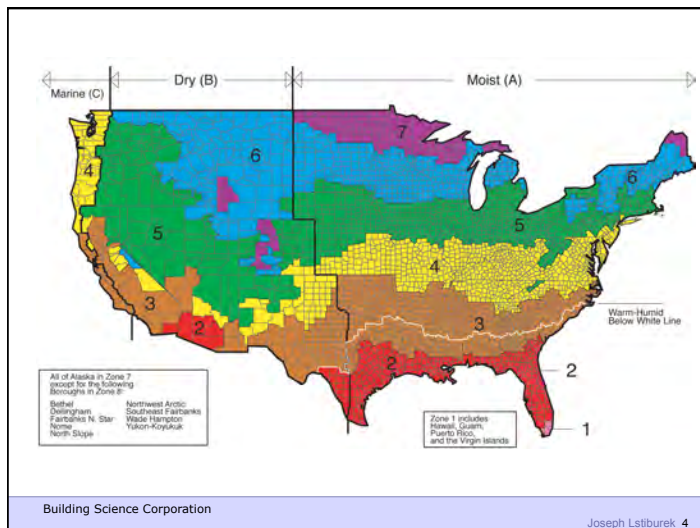 Marine (C)
Dry (B)
Moist (A)
7
6
4
6
5
5
4
3
3
2
Warm-Humid
Below White Line
2
2
1
All of Alaska in Zone 7
except for the following
Boroughs in Zone 8:
Bethel Northwest Arctic
Dellingham Southeast Fairbanks
Fairbanks N. Star Wade Hampton
Nome Yukon-Koyukuk
North Slope
Zone 1 includes
Hawaii, Guam,
Puerto Rico,
and the Virgin Islands
Building Science Corporation
Joseph Lstiburek 4